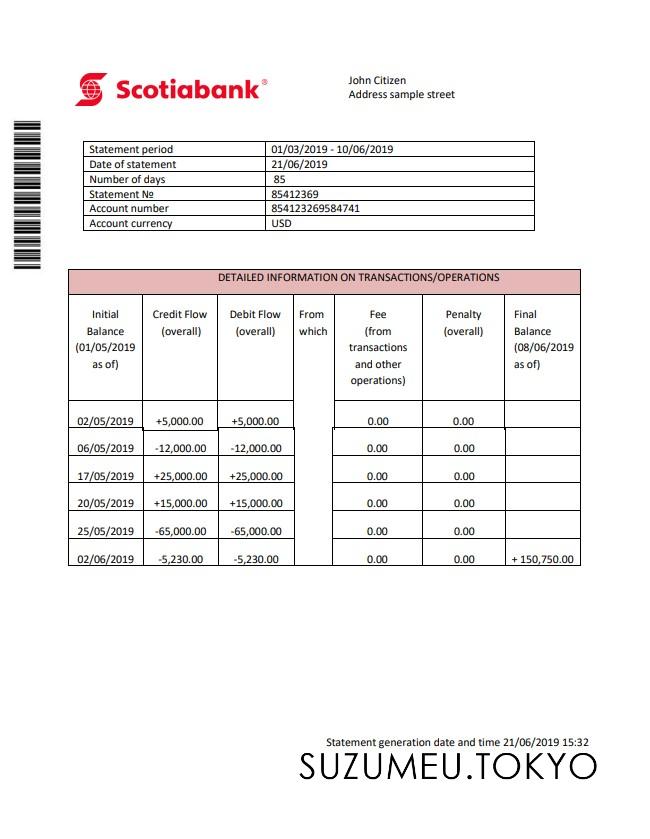 Scotiabank®
John Citizen
Address sample street
Statement period 01/03/2019 - 10/06/2019
Date of statement 21/06/2019
Number of days 85
Statement № 85412369
Account number 854123269584741
Account currency USD
DETAILED INFORMATION ON TRANSACTIONS/OPERATIONS
Initial Balance (01/05/2019 as of) Credit Flow (overall) Debit Flow (overall) From which Fee (from transactions and other operations) Penalty (overall) Final Balance (08/06/2019 as of)
02/05/2019 +5,000.00 +5,000.00 0.00 0.00
06/05/2019 -12,000.00 -12,000.00 0.00 0.00
17/05/2019 +25,000.00 +25,000.00 0.00 0.00
20/05/2019 +15,000.00 +15,000.00 0.00 0.00
25/05/2019 -65,000.00 -65,000.00 0.00 0.00
02/06/2019 -5,230.00 -5,230.00 0.00 0.00 + 150,750.00
Statement generation date and time 21/06/2019 15:32
SUZUMEU.TOKYO